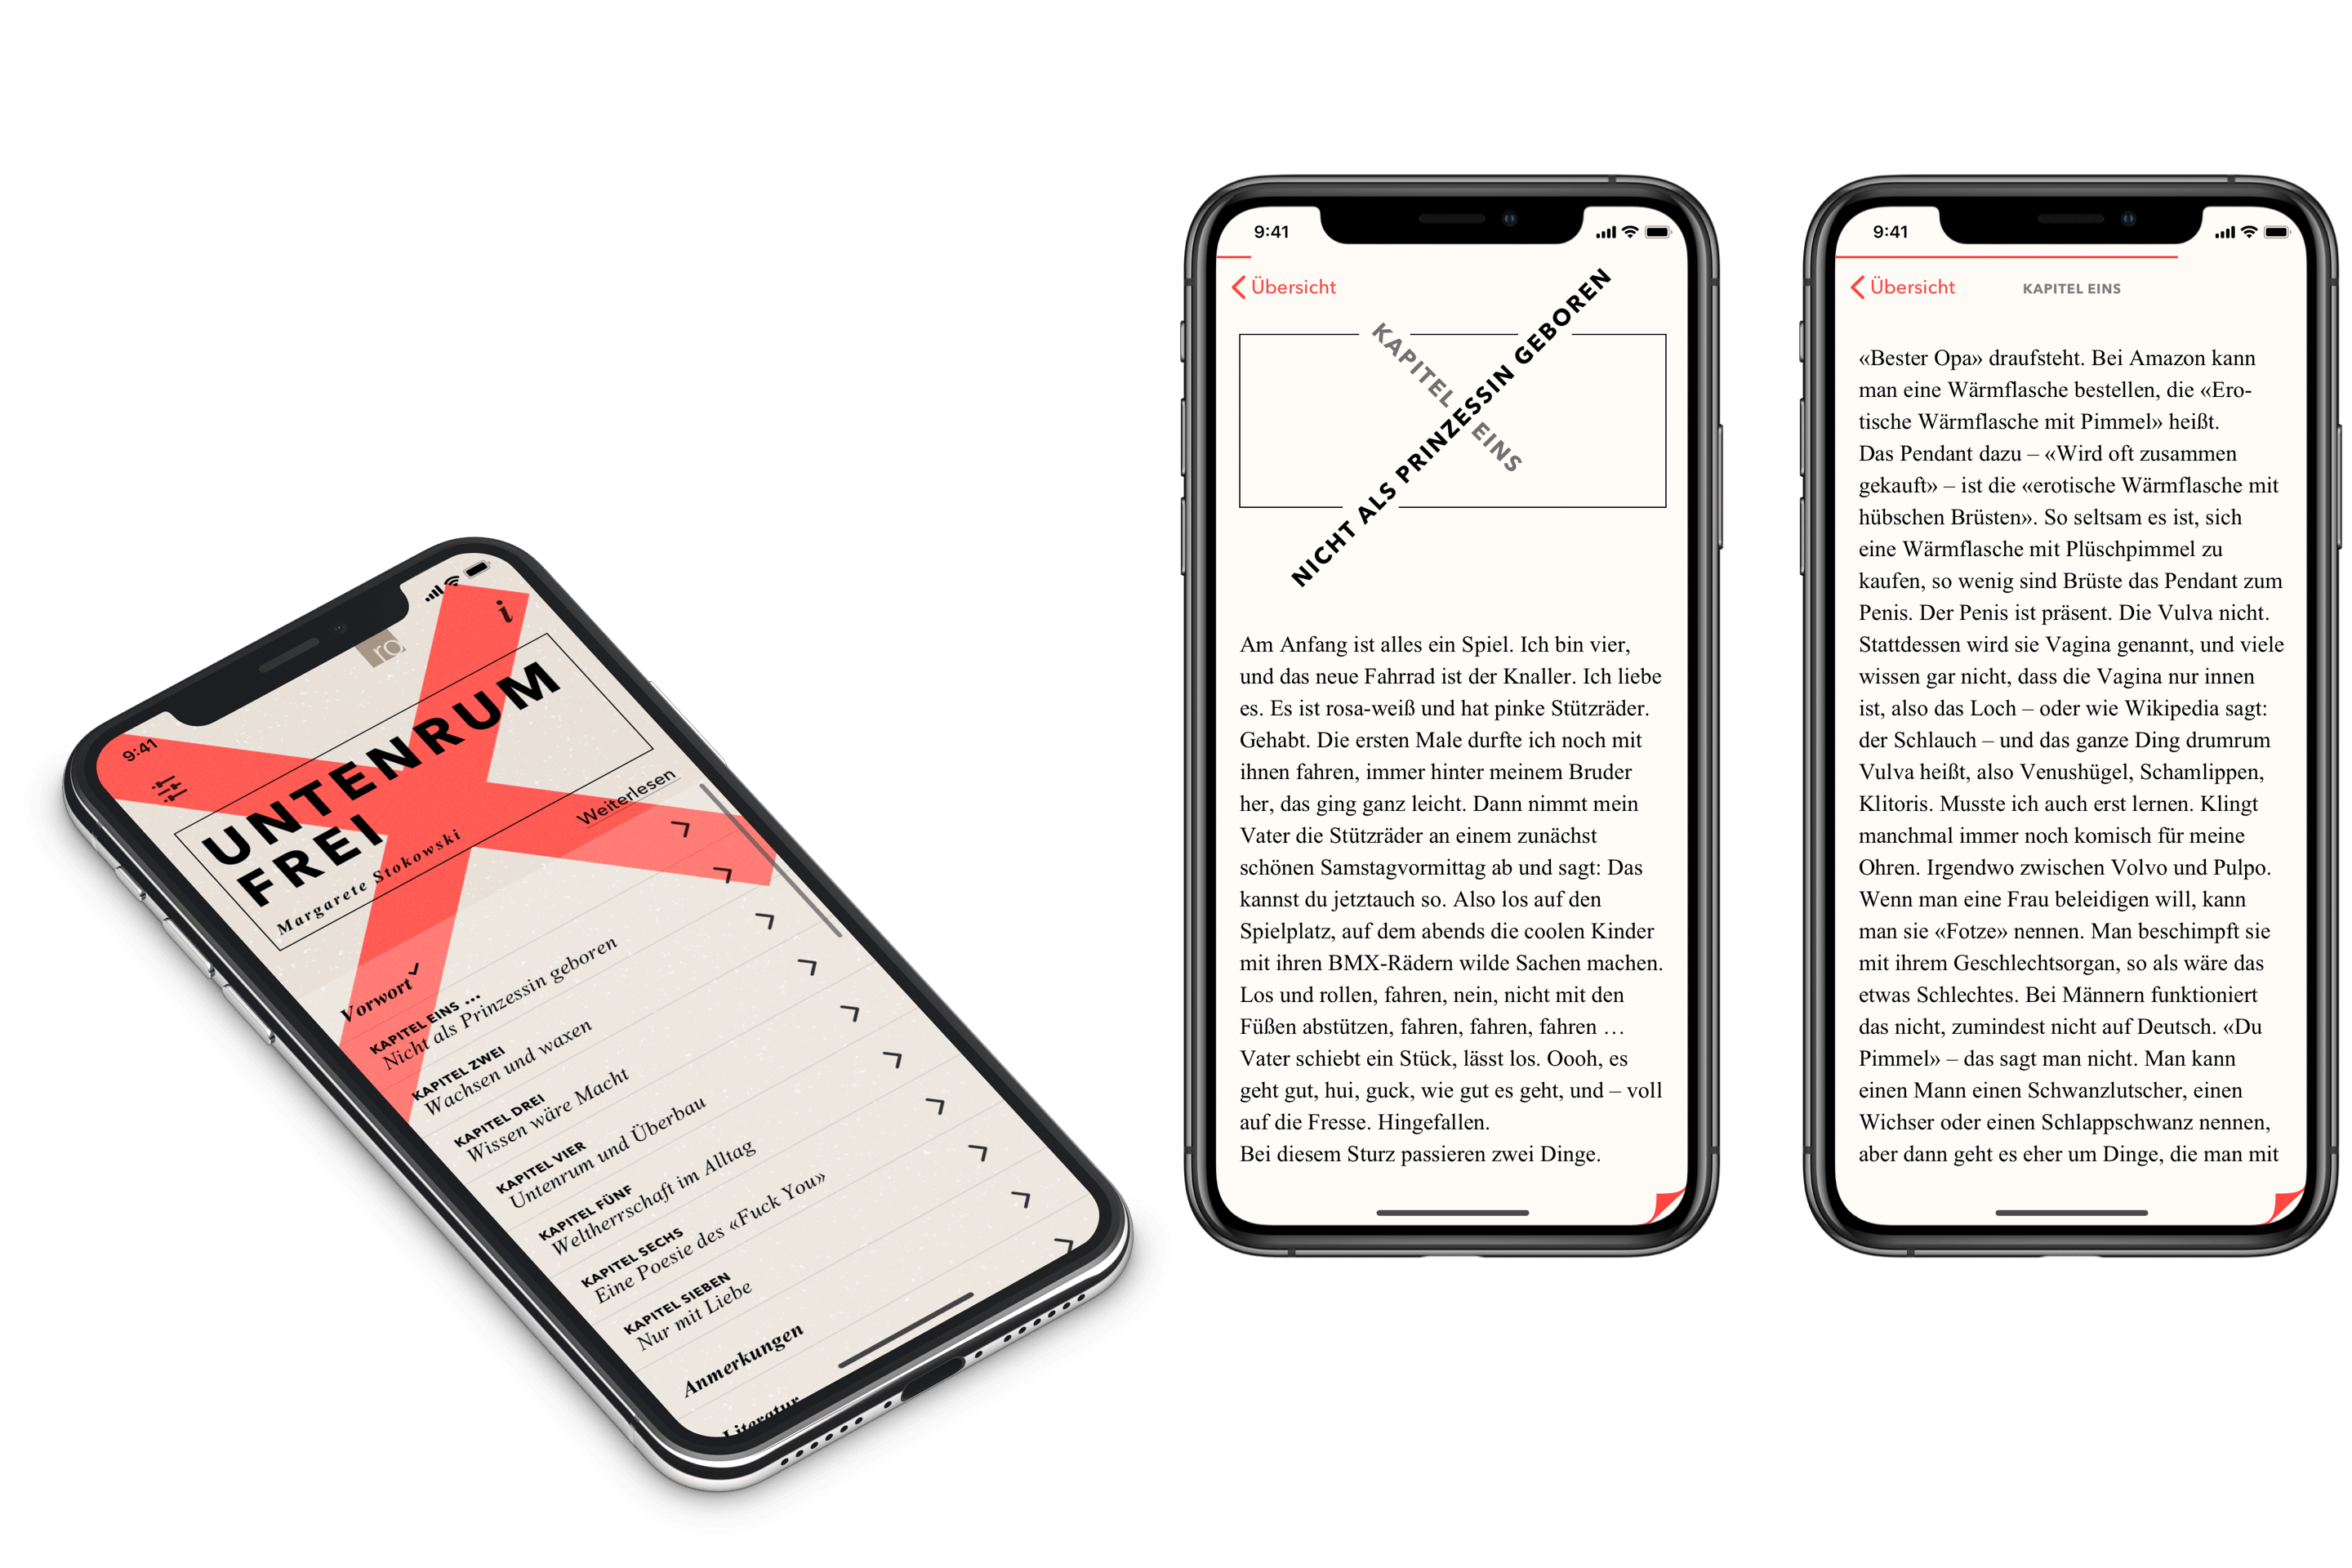 9:41
ro
i
UNTENRUM
FREI
Margarete Stokowski
Weiterlesen
Vorwort
KAPITEL EINS ...
Nicht als Prinzessin geboren
KAPITEL ZWEI
Wachsen und waxen
KAPITEL DREI
Wissen wäre Macht
KAPITEL VIER
Untenrum und Überbau
KAPITEL FÜNF
Weltherrschaft im Alltag
KAPITEL SECHS
Eine Poesie des «Fuck You»
KAPITEL SIEBEN
Nur mit Liebe
Anmerkungen
Literatur
9:41
Übersicht
KAPITEL EINS
NICHT ALS PRINZESSIN GEBOREN
Am Anfang ist alles ein Spiel. Ich bin vier,
und das neue Fahrrad ist der Knaller. Ich liebe
es. Es ist rosa-weiß und hat pinke Stützräder.
Gehabt. Die ersten Male durfte ich noch mit
ihnen fahren, immer hinter meinem Bruder
her, das ging ganz leicht. Dann nimmt mein
Vater die Stützräder an einem zunächst
schönen Samstagvormittag ab und sagt: Das
kannst du jetztauch so. Also los auf den
Spielplatz, auf dem abends die coolen Kinder
mit ihren BMX-Rädern wilde Sachen machen.
Los und rollen, fahren, nein, nicht mit den
Füßen abstützen, fahren, fahren, fahren …
Vater schiebt ein Stück, lässt los. Oooh, es
geht gut, hui, guck, wie gut es geht, und – voll
auf die Fresse. Hingefallen.
Bei diesem Sturz passieren zwei Dinge.
9:41
Übersicht
KAPITEL EINS
«Bester Opa» draufsteht. Bei Amazon kann
man eine Wärmflasche bestellen, die «Ero-
tische Wärmflasche mit Pimmel» heißt.
Das Pendant dazu – «Wird oft zusammen
gekauft» – ist die «erotische Wärmflasche mit
hübschen Brüsten». So seltsam es ist, sich
eine Wärmflasche mit Plüschpimmel zu
kaufen, so wenig sind Brüste das Pendant zum
Penis. Der Penis ist präsent. Die Vulva nicht.
Stattdessen wird sie Vagina genannt, und viele
wissen gar nicht, dass die Vagina nur innen
ist, also das Loch – oder wie Wikipedia sagt:
der Schlauch – und das ganze Ding drumrum
Vulva heißt, also Venushügel, Schamlippen,
Klitoris. Musste ich auch erst lernen. Klingt
manchmal immer noch komisch für meine
Ohren. Irgendwo zwischen Volvo und Pulpo.
Wenn man eine Frau beleidigen will, kann
man sie «Fotze» nennen. Man beschimpft sie
mit ihrem Geschlechtsorgan, so als wäre das
etwas Schlechtes. Bei Männern funktioniert
das nicht, zumindest nicht auf Deutsch. «Du
Pimmel» – das sagt man nicht. Man kann
einen Mann einen Schwanzlutscher, einen
Wichser oder einen Schlappschwanz nennen,
aber dann geht es eher um Dinge, die man mit